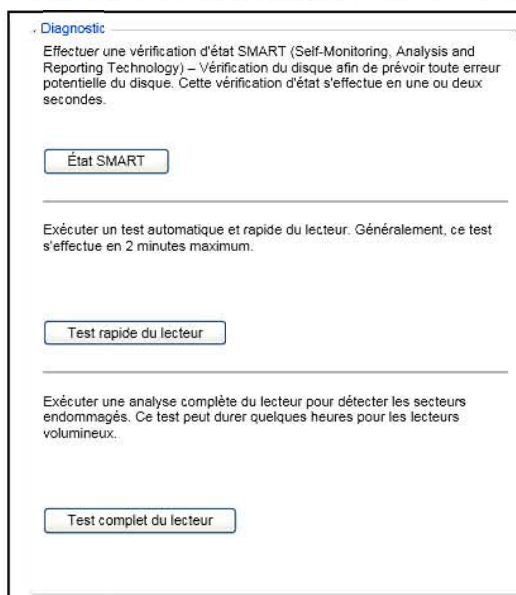 Diagnostic
Effectuer une vérification d'état SMART (Self-Monitoring, Analysis and
Reporting Technology) – Vérification du disque afin de prévoir toute erreur
potentielle du disque. Cette vérification d'état s'effectue en une ou deux
secondes.
État SMART
Exécuter un test automatique et rapide du lecteur. Généralement, ce test
s'effectue en 2 minutes maximum.
Test rapide du lecteur
Exécuter une analyse complète du lecteur pour détecter les secteurs
endommagés. Ce test peut durer quelques heures pour les lecteurs
volumineux.
Test complet du lecteur